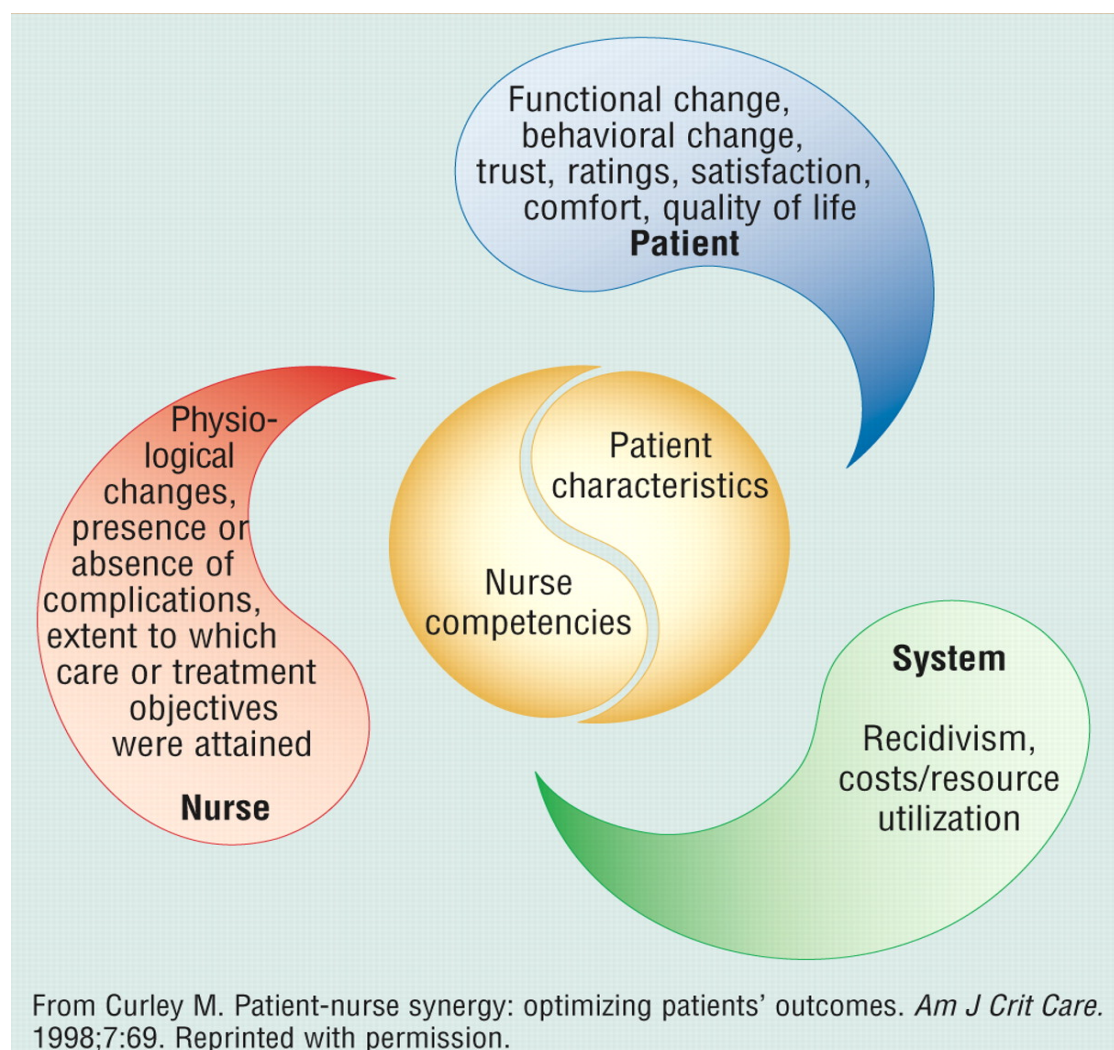 Functional change,
behavioral change,
trust, ratings, satisfaction,
comfort, quality of life
Patient
Physio-
logical
changes,
presence or
absence of
complications,
extent to which
care or treatment
objectives
were attained
Nurse
Patient
characteristics
Nurse
competencies
System
Recidivism,
costs/resource
utilization
From Curley M. Patient-nurse synergy: optimizing patients’ outcomes. Am J Crit Care.
1998;7:69. Reprinted with permission.